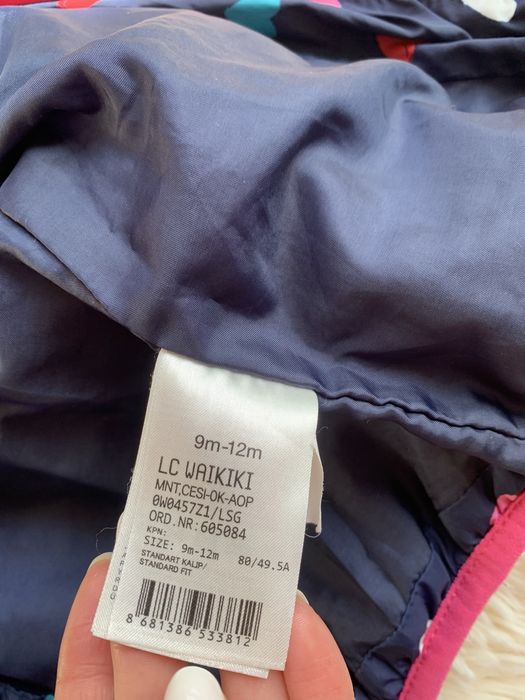 9m-12m
LC WAIKIKI
MNT,CESI-OK-AOP
0W0457Z1/LSG
ORD.NR:605084
KPN:
SIZE: 9m-12m 80/49.5A
STANDART KALIP/
STANDARD FIT
8 681386 533812